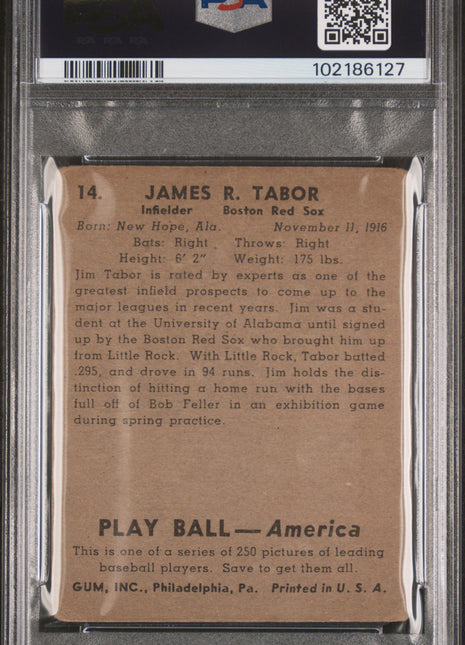 PSA
PSA PSA PSA
102186127
14. JAMES R. TABOR
Infielder Boston Red Sox
Born: New Hope, Ala. November 11, 1916
Bats: Right Throws: Right
Height: 6' 2" Weight: 175 lbs.
Jim Tabor is rated by experts as one of the
greatest infield prospects to come up to the
major leagues in recent years. Jim was a stu-
dent at the University of Alabama until signed
up by the Boston Red Sox who brought him up
from Little Rock. With Little Rock, Tabor batted
.295, and drove in 94 runs. Jim holds the dis-
tinction of hitting a home run with the bases
full off of Bob Feller in an exhibition game
during spring practice.
PLAY BALL — America
This is one of a series of 250 pictures of leading
baseball players. Save to get them all.
GUM, INC., Philadelphia, Pa. Printed in U. S. A.